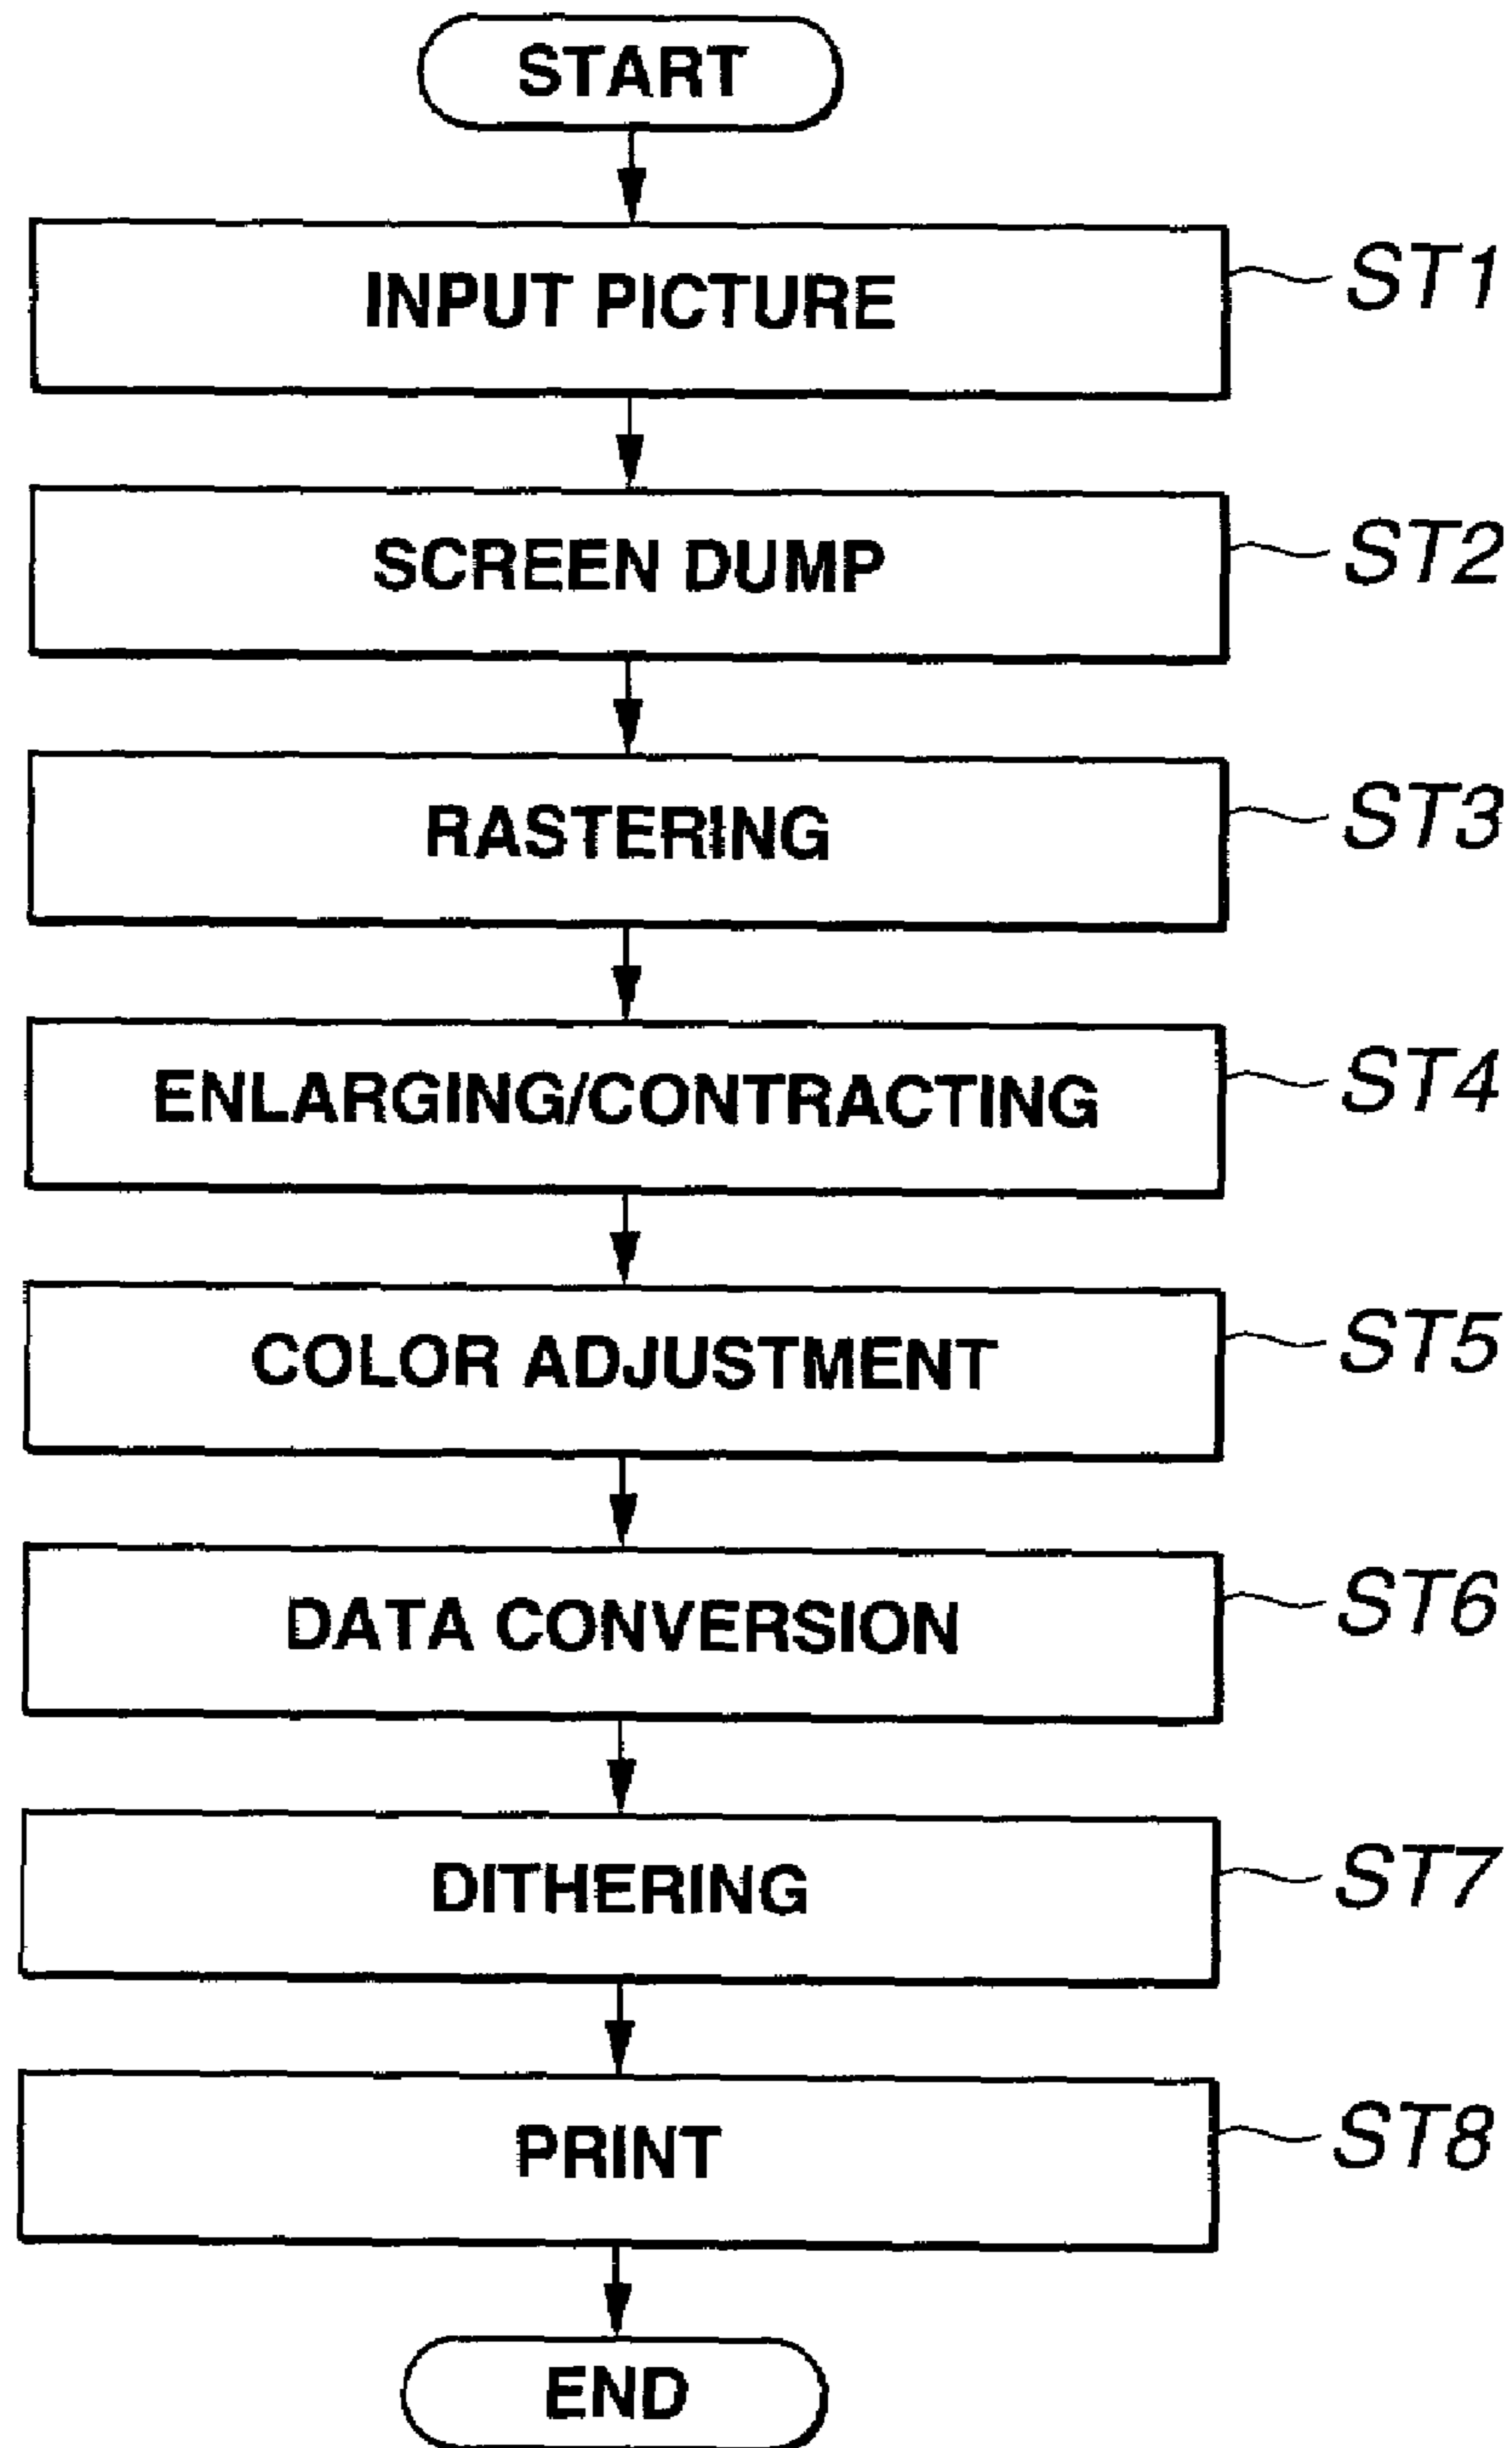 START
INPUT PICTURE ST1
SCREEN DUMP ST2
RASTERING ST3
ENLARGING/CONTRACTING ST4
COLOR ADJUSTMENT ST5
DATA CONVERSION ST6
DITHERING ST7
PRINT ST8
END